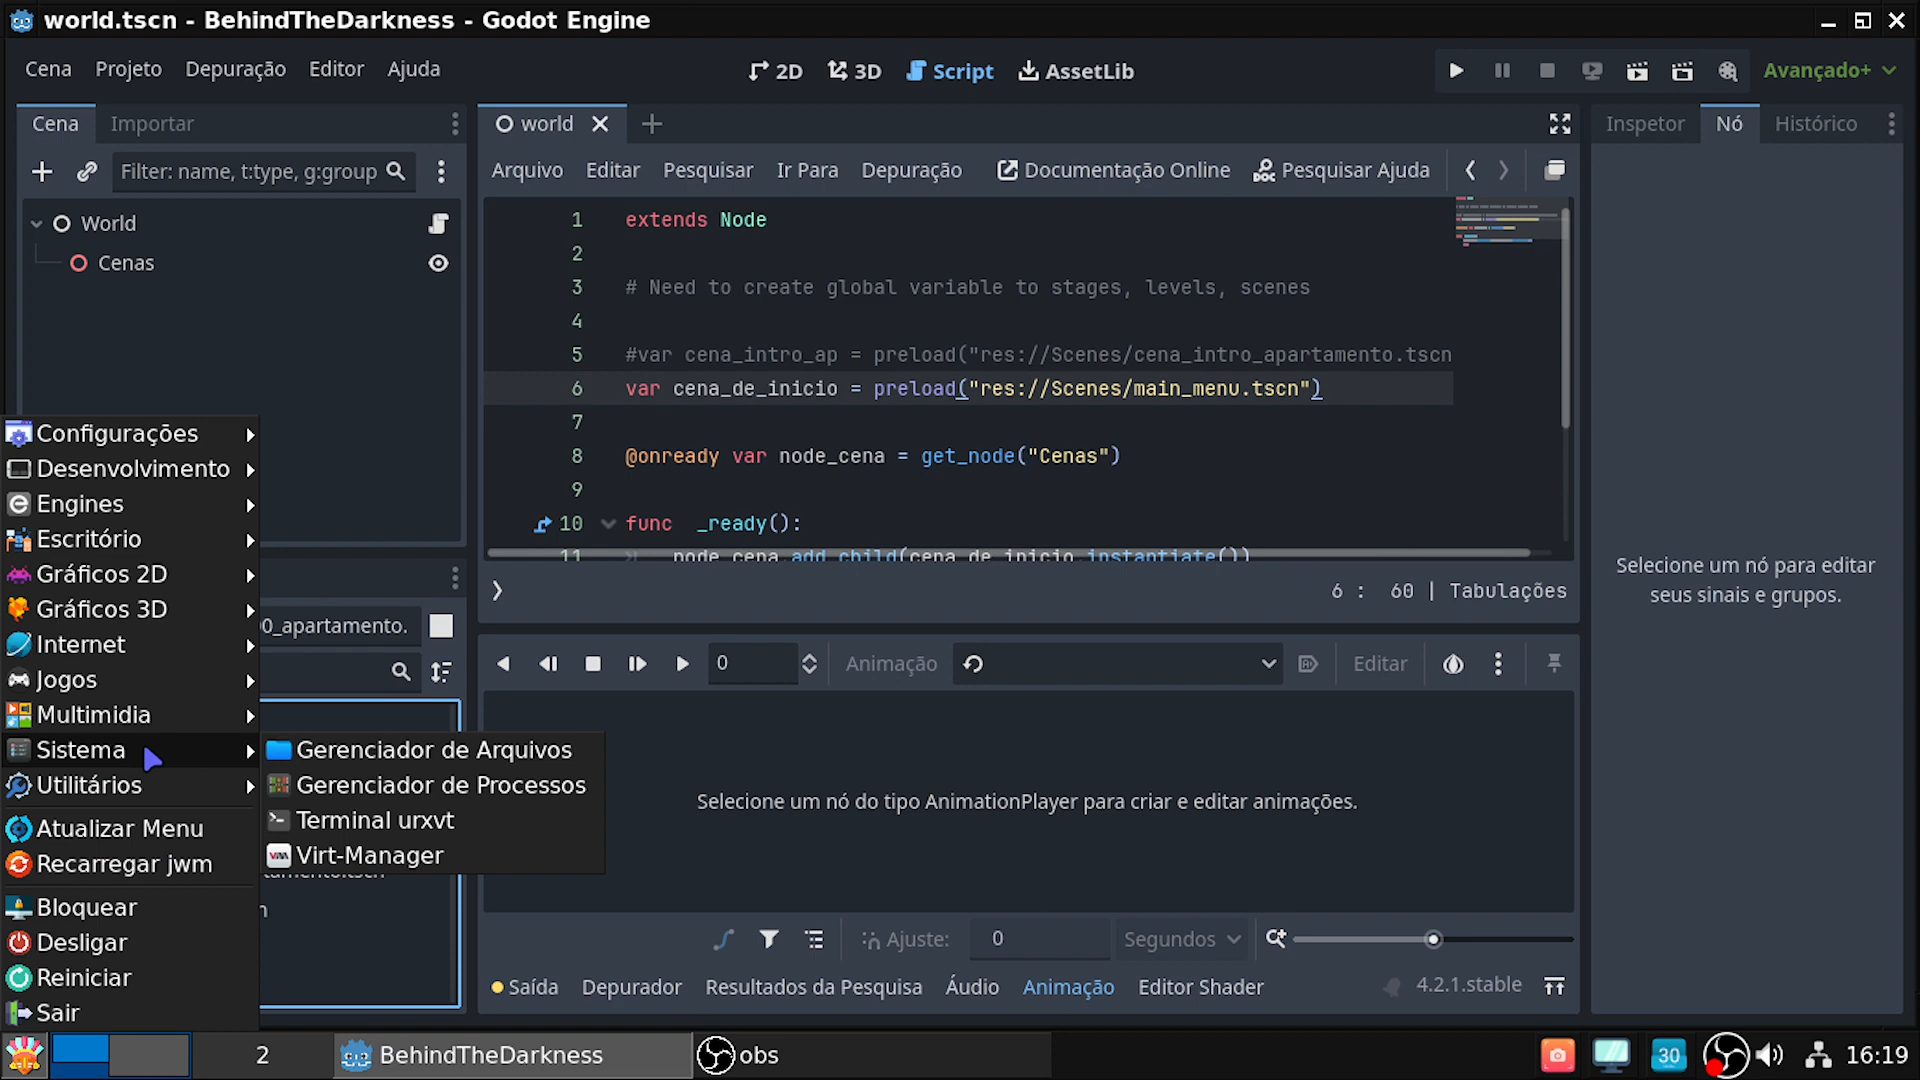 world.tscn - BehindTheDarkness - Godot Engine
Cena Projeto Depuração Editor Ajuda
2D 3D Script AssetLib
Avançado+
Cena Importar
Filter: name, t:type, g:group
World
Cenas
world
Arquivo Editar Pesquisar Ir Para Depuração Documentação Online Pesquisar Ajuda
1 extends Node
2
3 # Need to create global variable to stages, levels, scenes
4
5 #var cena_intro_ap = preload("res://Scenes/cena_intro_apartamento.tscn
6 var cena_de_inicio = preload("res://Scenes/main_menu.tscn")
7
8 @onready var node_cena = get_node("Cenas")
9
10 func _ready():
11 node_cena.add_child(cena_de_inicio.instantiate())
6 : 60 | Tabulações
Inspetor Nó Histórico
Selecione um nó para editar
seus sinais e grupos.
Configurações
Desenvolvimento
Engines
Escritório
Gráficos 2D
Gráficos 3D
Internet
Jogos
Multimidia
Sistema
Utilitários
Atualizar Menu
Recarregar jwm
Bloquear
Desligar
Reiniciar
Sair
Gerenciador de Arquivos
Gerenciador de Processos
Terminal urxvt
Virt-Manager
0_apartamento.
0 Animação Editar
Selecione um nó do tipo AnimationPlayer para criar e editar animações.
Ajuste: 0 Segundos
Saída Depurador Resultados da Pesquisa Áudio Animação Editor Shader
4.2.1.stable
2 BehindTheDarkness obs
30 16:19